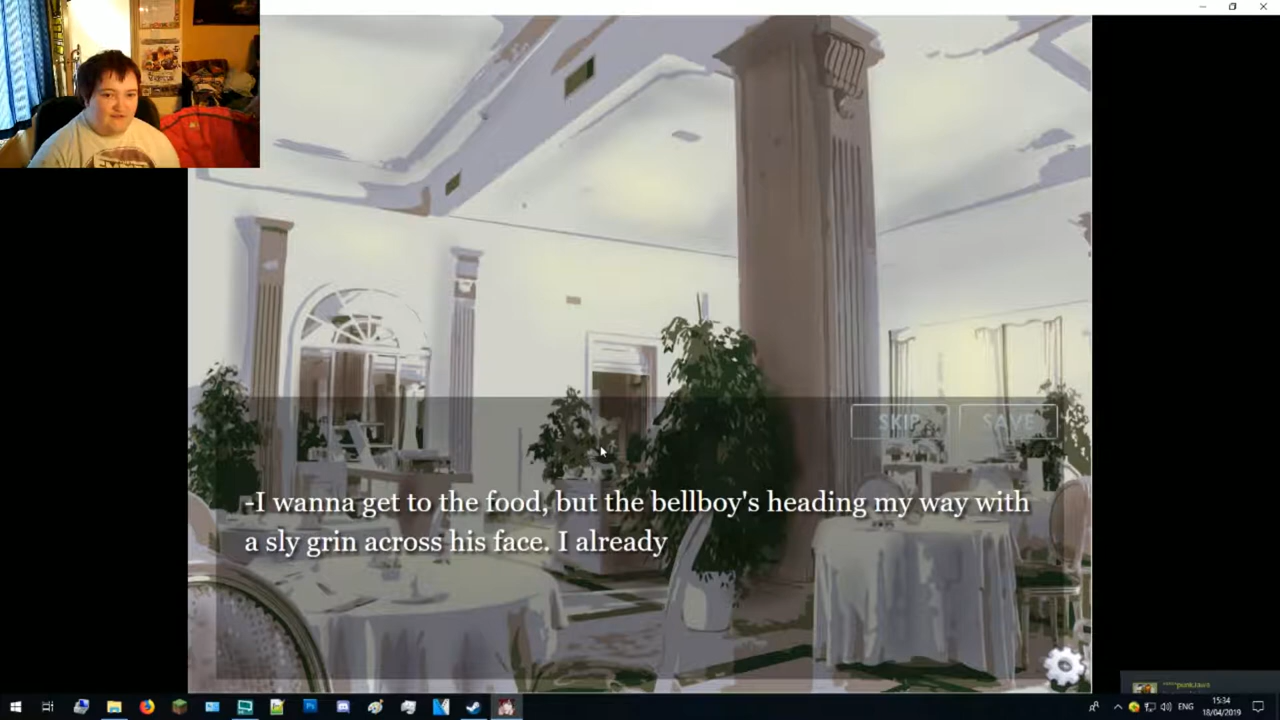 SKIP SAVE
-I wanna get to the food, but the bellboy's heading my way with
a sly grin across his face. I already
ENG
15:34
18/04/2019